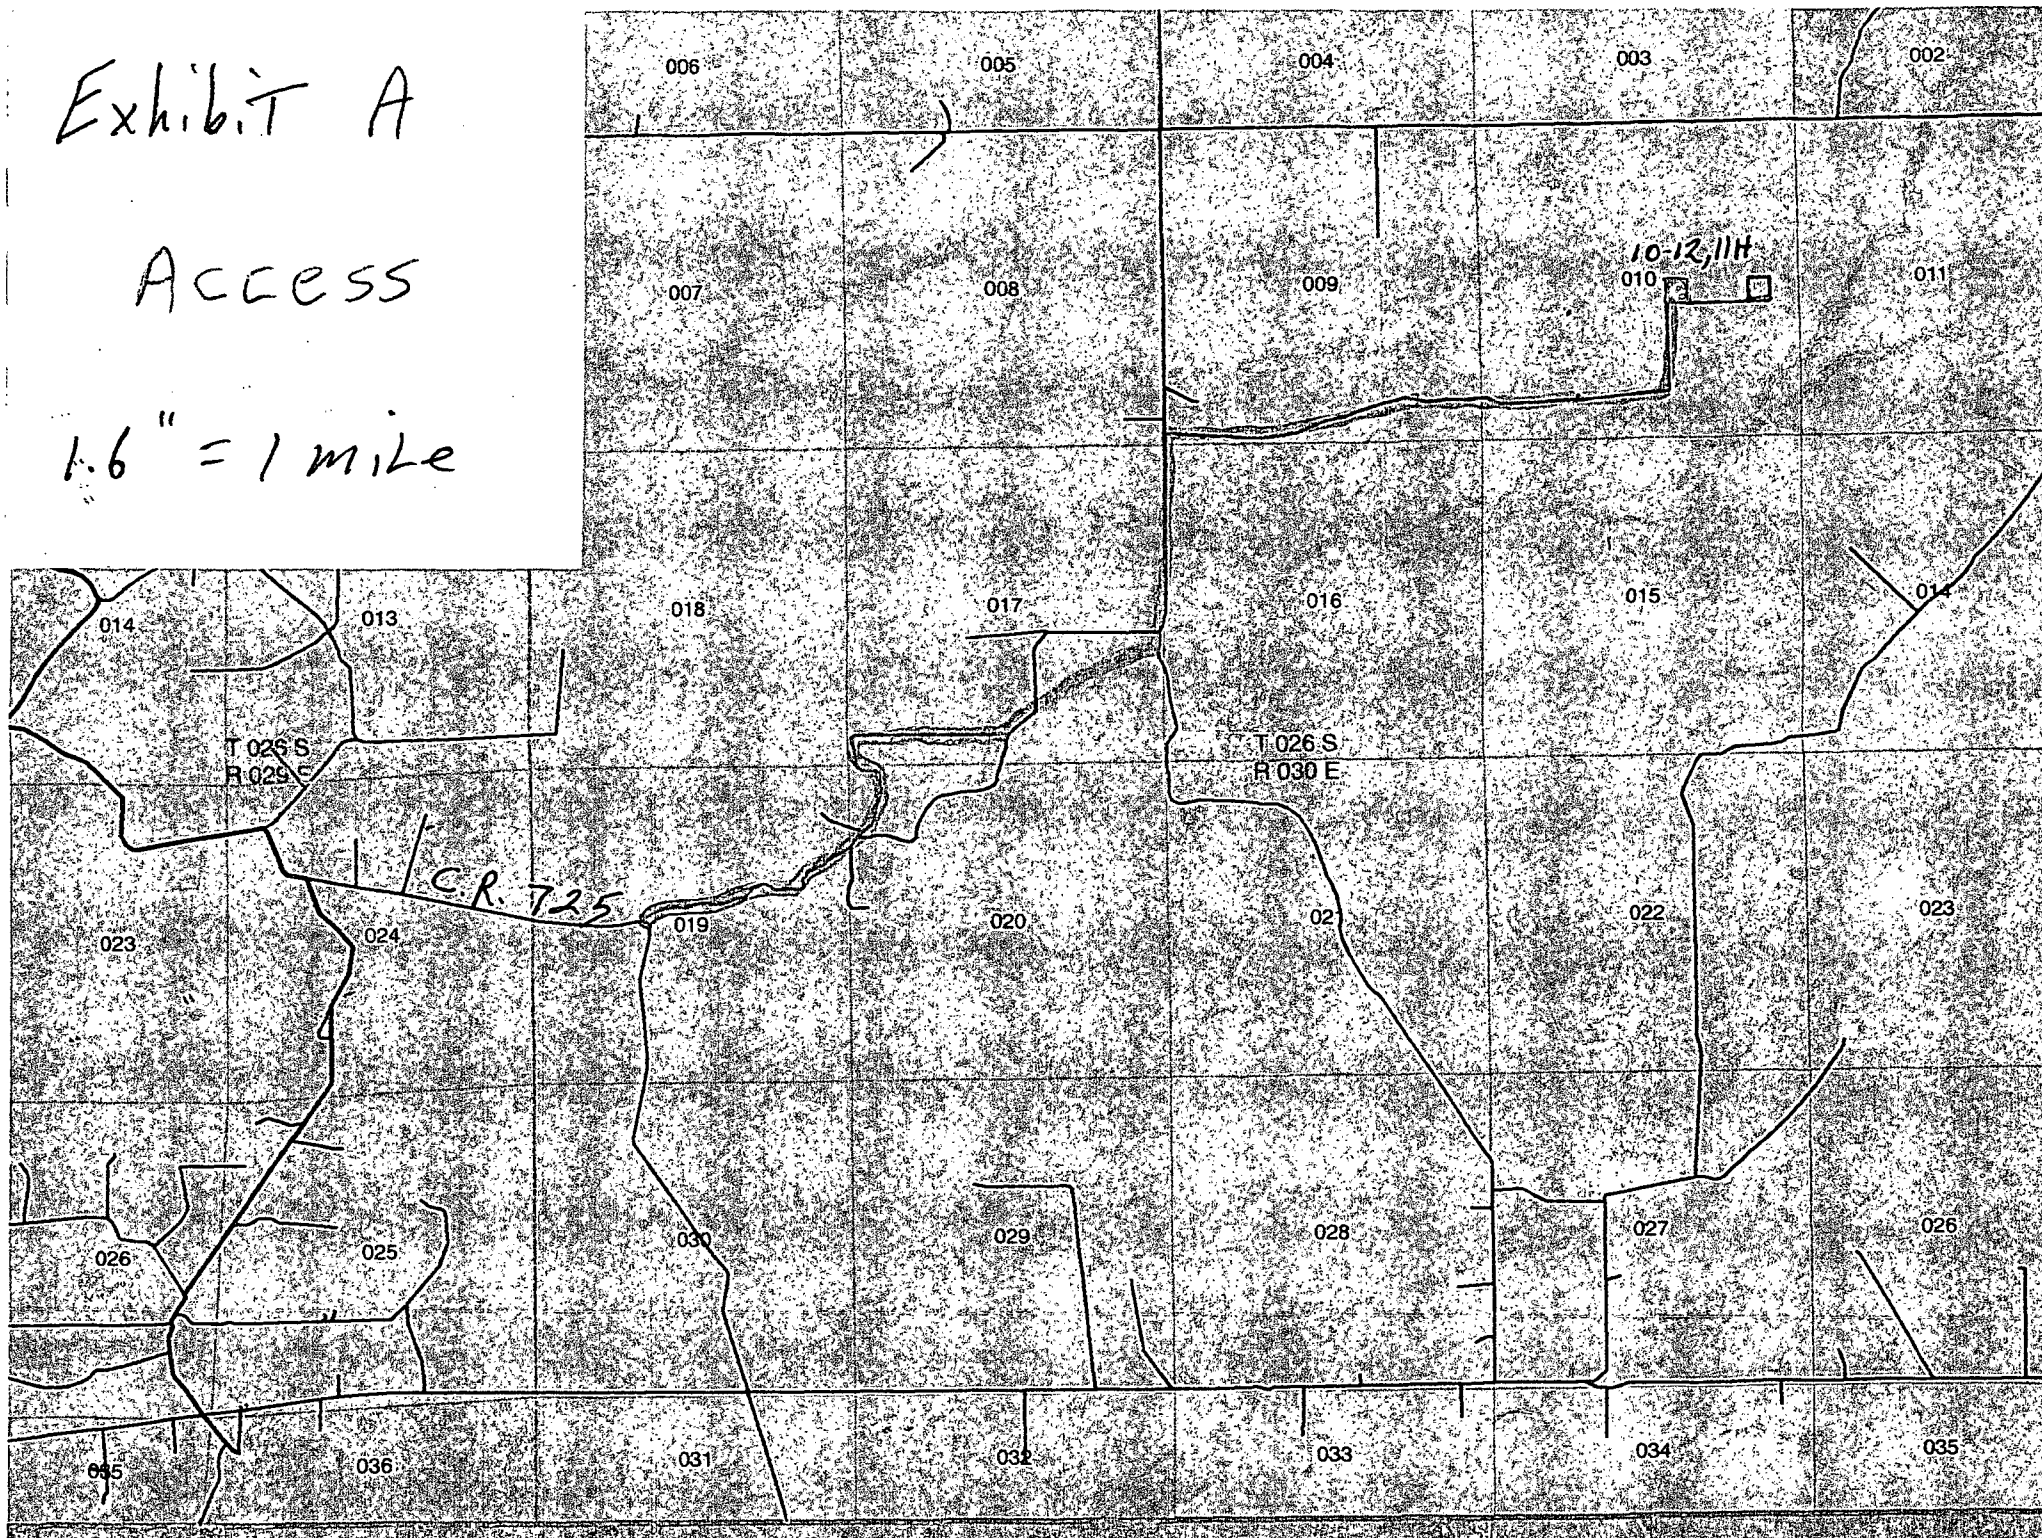 Exhibit A
Access
1.6" = 1 mile
006 005 004 003 002
10-12, 11H
007 008 009 010 011
014 013 018 017 016 015 014
T 026 S
R 029 E
T 026 S
R 030 E
C.R. 725
023 024 019 020 02 022 023
026 025 030 029 028 027 026
035 036 031 032 033 034 035